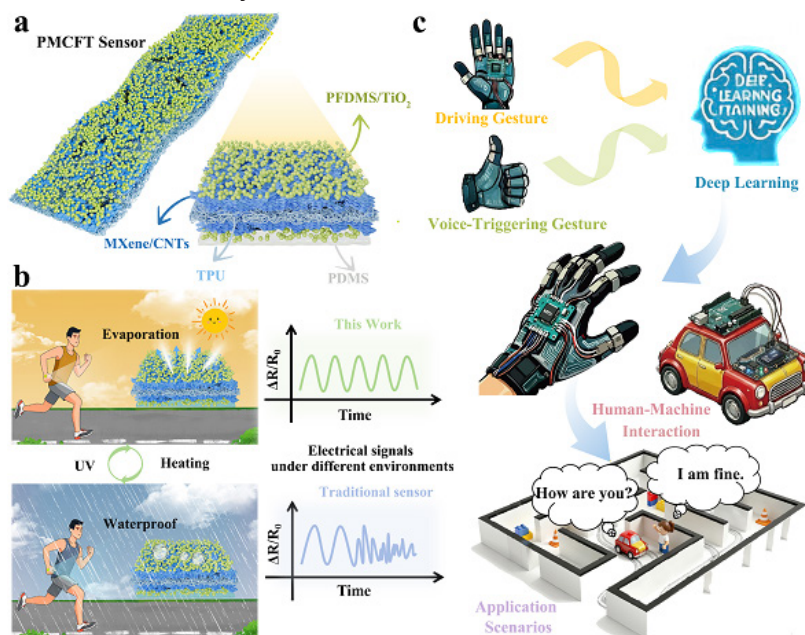 a
PMCFT Sensor
PFDMS/TiO₂
MXene/CNTs
TPU
PDMS
b
Evaporation
This Work
ΔR/R₀
Time
UV
Heating
Electrical signals
under different environments
Waterproof
Traditional sensor
ΔR/R₀
Time
c
Driving Gesture
Voice-Triggering Gesture
DEEP
LEARNING
Deep Learning
Human-Machine
Interaction
How are you?
I am fine.
Application
Scenarios